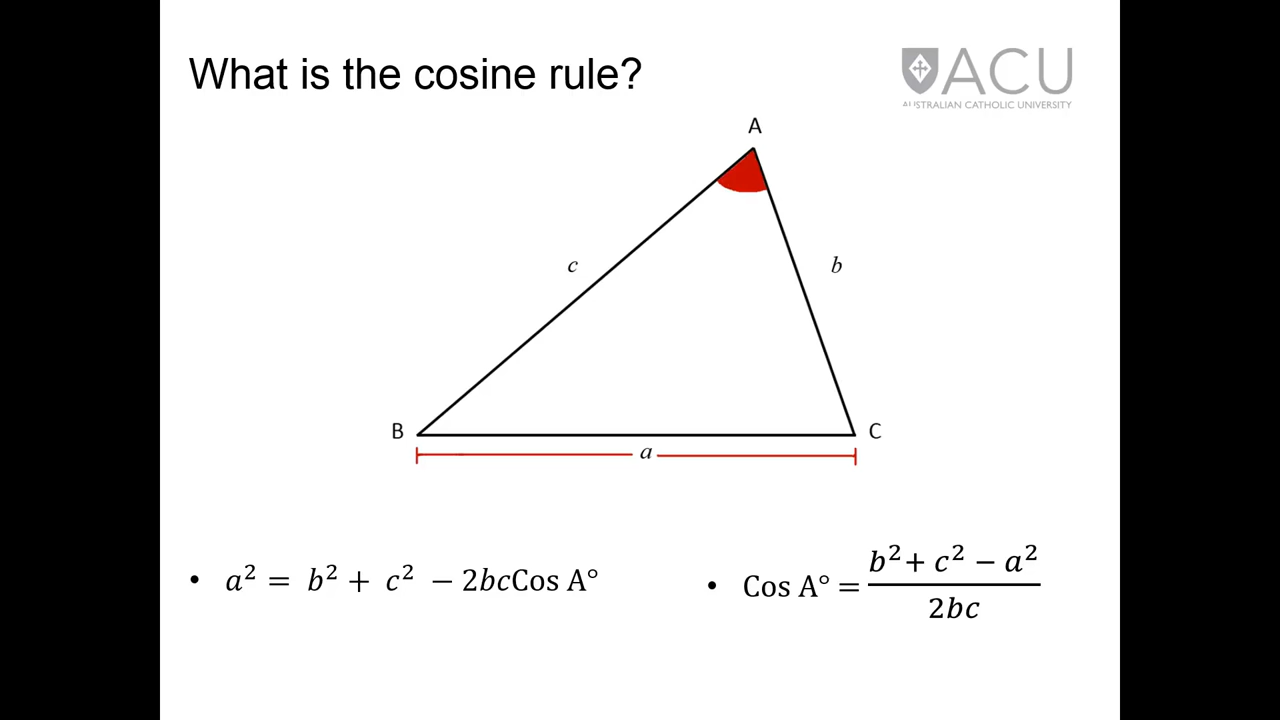 What is the cosine rule?
ACU
AUSTRALIAN CATHOLIC UNIVERSITY
A
c
b
B
C
a
• a² = b² + c² − 2bcCos A°
• Cos A° = (b² + c² − a²) / 2bc